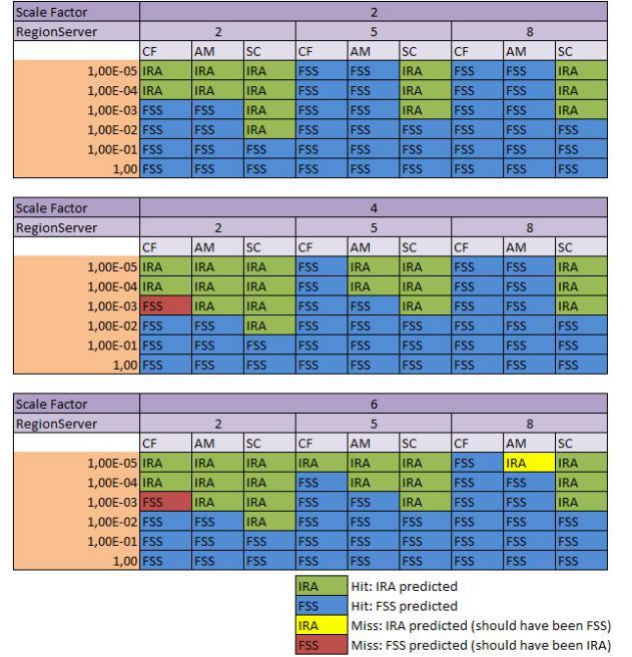 Scale Factor 2
RegionServer 2 5 8
CF AM SC CF AM SC CF AM SC
1,00E-05 IRA IRA IRA FSS FSS IRA FSS FSS IRA
1,00E-04 IRA IRA IRA FSS FSS IRA FSS FSS IRA
1,00E-03 FSS FSS IRA FSS FSS IRA FSS FSS IRA
1,00E-02 FSS FSS IRA FSS FSS FSS FSS FSS FSS
1,00E-01 FSS FSS FSS FSS FSS FSS FSS FSS FSS
1,00 FSS FSS FSS FSS FSS FSS FSS FSS FSS
Scale Factor 4
RegionServer 2 5 8
CF AM SC CF AM SC CF AM SC
1,00E-05 IRA IRA IRA FSS IRA IRA FSS FSS IRA
1,00E-04 IRA IRA IRA FSS IRA IRA FSS FSS IRA
1,00E-03 FSS IRA IRA FSS FSS IRA FSS FSS IRA
1,00E-02 FSS FSS IRA FSS FSS FSS FSS FSS FSS
1,00E-01 FSS FSS FSS FSS FSS FSS FSS FSS FSS
1,00 FSS FSS FSS FSS FSS FSS FSS FSS FSS
Scale Factor 6
RegionServer 2 5 8
CF AM SC CF AM SC CF AM SC
1,00E-05 IRA IRA IRA IRA IRA IRA FSS IRA IRA
1,00E-04 IRA IRA IRA FSS IRA IRA FSS FSS IRA
1,00E-03 FSS IRA IRA FSS FSS IRA FSS FSS IRA
1,00E-02 FSS FSS IRA FSS FSS FSS FSS FSS FSS
1,00E-01 FSS FSS FSS FSS FSS FSS FSS FSS FSS
1,00 FSS FSS FSS FSS FSS FSS FSS FSS FSS
IRA Hit: IRA predicted
FSS Hit: FSS predicted
IRA Miss: IRA predicted (should have been FSS)
FSS Miss: FSS predicted (should have been IRA)